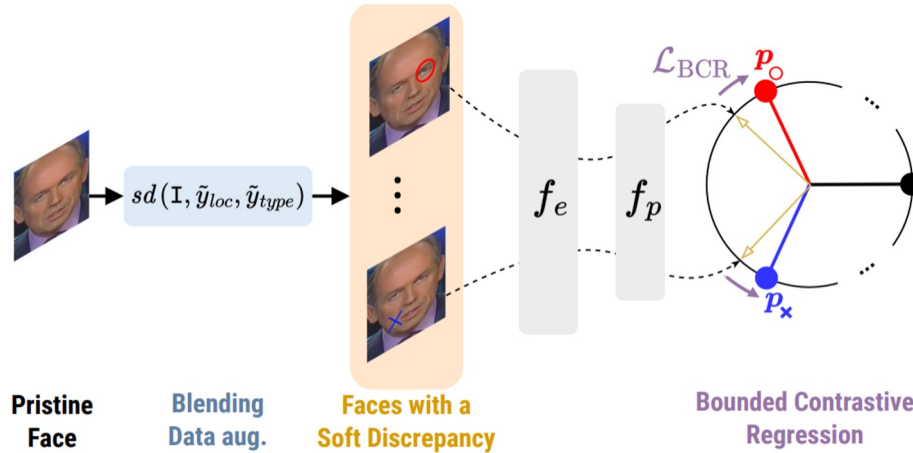 ℒ_BCR
p_○
...
sd(I, ỹ_loc, ỹ_type)
⋮
f_e
f_p
...
p_×
Pristine
Face
Blending
Data aug.
Faces with a
Soft Discrepancy
Bounded Contrastive
Regression